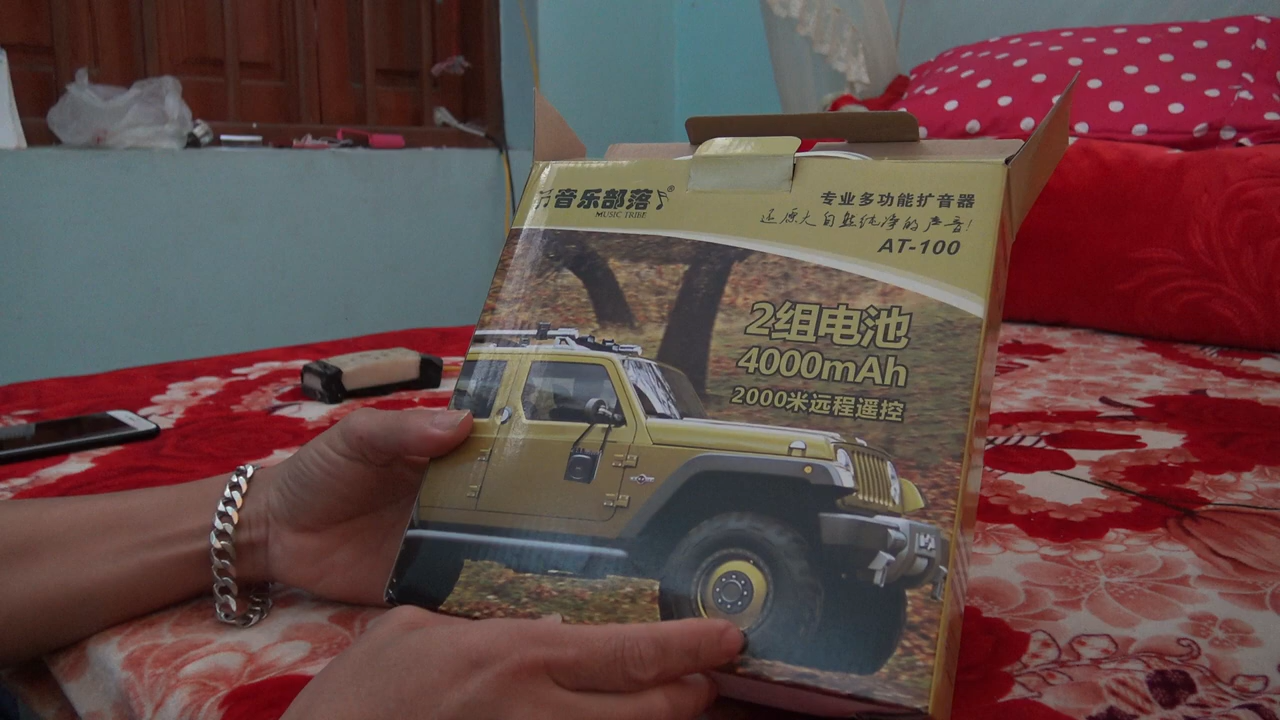 音乐部落®
MUSIC TRIBE
专业多功能扩音器
还原大自然纯净的声音!
AT-100
2组电池
4000mAh
2000米远程遥控